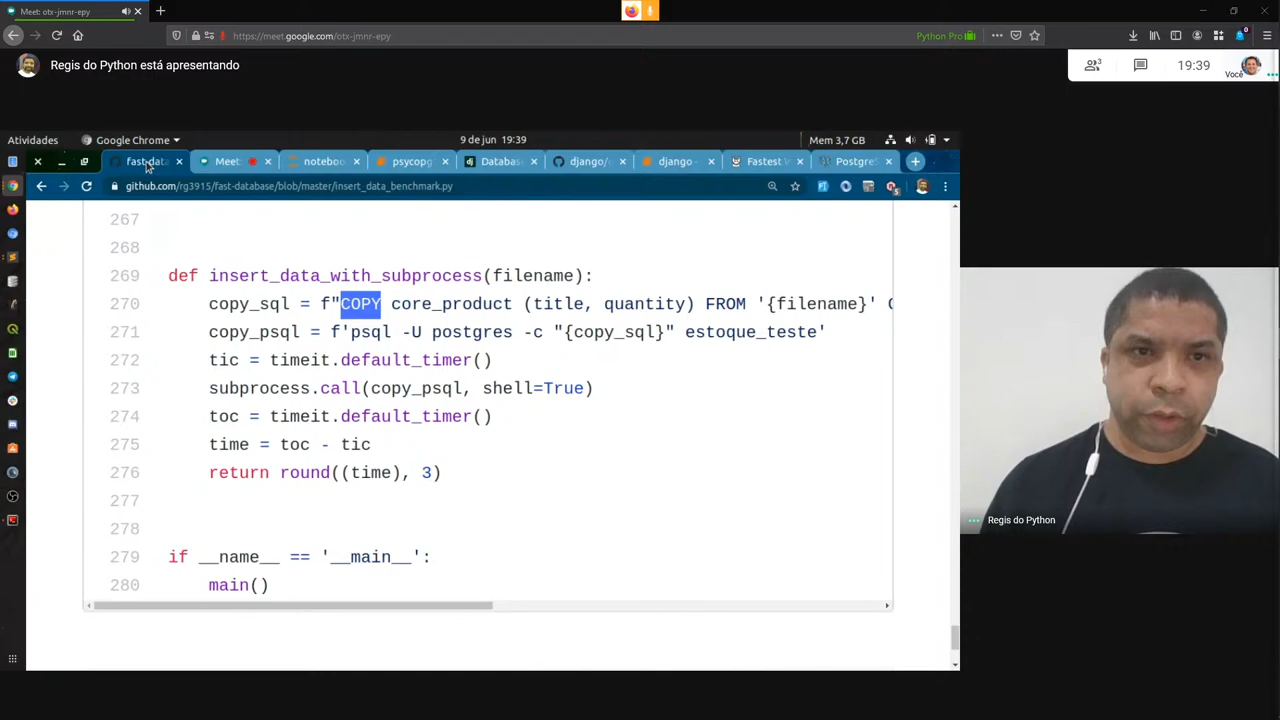 Meet: otx-jmnr-epy
https://meet.google.com/otx-jmnr-epy
Python Pro
Regis do Python está apresentando
3
19:39
Você
Atividades
Google Chrome
9 de jun 19:39
Mem 3,7 GB
fast-data
Meet:
noteboo
psycopg
Databas
django/
django -
Fastest
PostgreS
github.com/rg3915/fast-database/blob/master/insert_data_benchmark.py
267
268
269 def insert_data_with_subprocess(filename):
270 copy_sql = f"COPY core_product (title, quantity) FROM '{filename}'
271 copy_psql = f'psql -U postgres -c "{copy_sql}" estoque_teste'
272 tic = timeit.default_timer()
273 subprocess.call(copy_psql, shell=True)
274 toc = timeit.default_timer()
275 time = toc - tic
276 return round((time), 3)
277
278
279 if __name__ == '__main__':
280 main()
Regis do Python